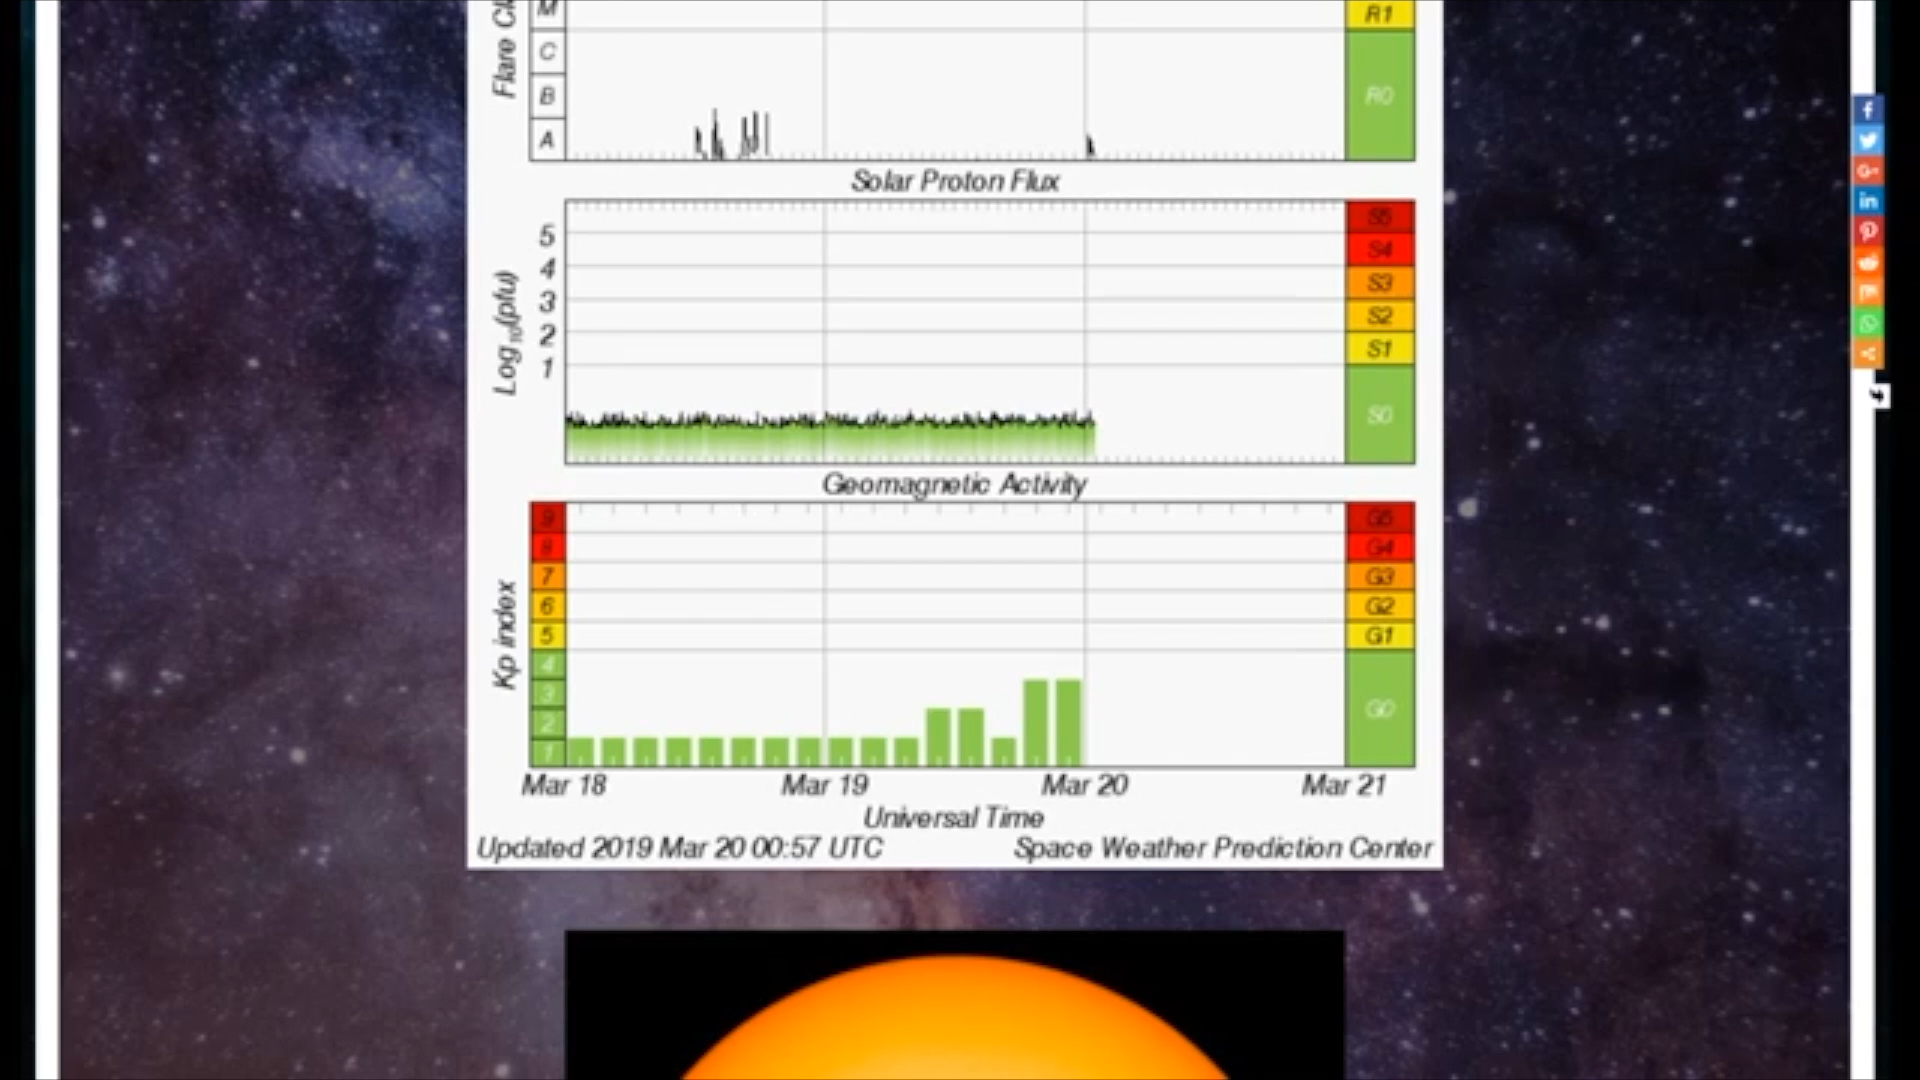 Flare Cl
M
C
B
A
R1
R0
Solar Proton Flux
Log10(pfu)
5
4
3
2
1
S5
S4
S3
S2
S1
S0
Geomagnetic Activity
Kp index
9
8
7
6
5
4
3
2
1
G5
G4
G3
G2
G1
G0
Mar 18 Mar 19 Mar 20 Mar 21
Universal Time
Updated 2019 Mar 20 00:57 UTC Space Weather Prediction Center
f
G+
in